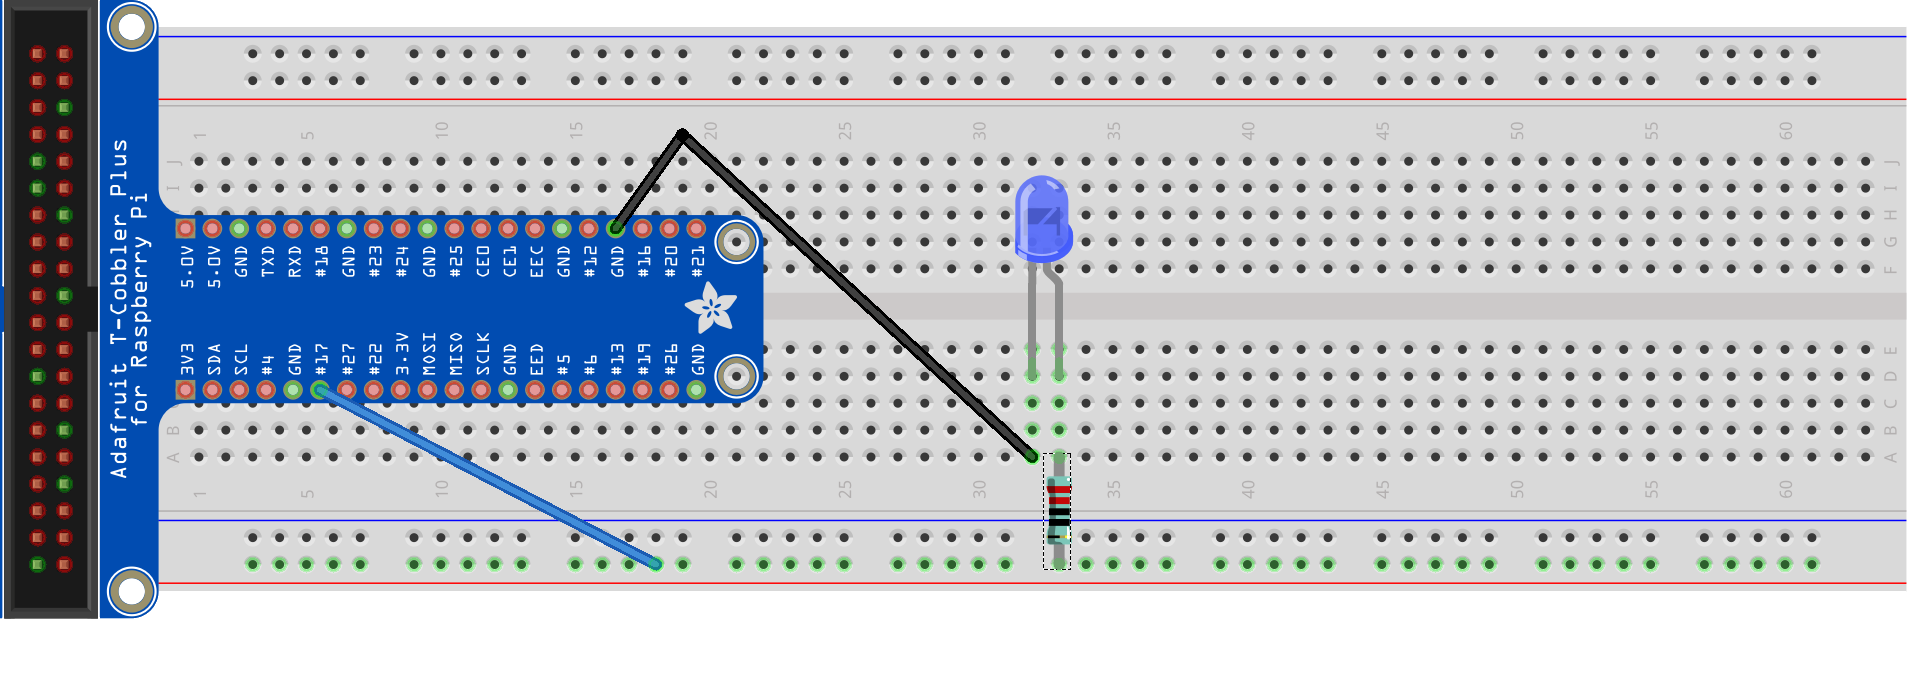 Adafruit T-Cobbler Plus
for Raspberry Pi
1 5 10 15 20 25 30 35 40 45 50 55 60
J J
I I
H
G
F
5.0V 5.0V GND TXD RXD #18 GND #23 #24 GND #25 CE0 CE1 EEC GND #12 GND #16 #20 #21
3V3 SDA SCL #4 GND #17 #27 #22 3.3V MOSI MISO SCLK GND EED #5 #6 #13 #19 #26 GND
E
D
C
B B
A A
1 5 10 15 20 25 30 35 40 45 50 55 60